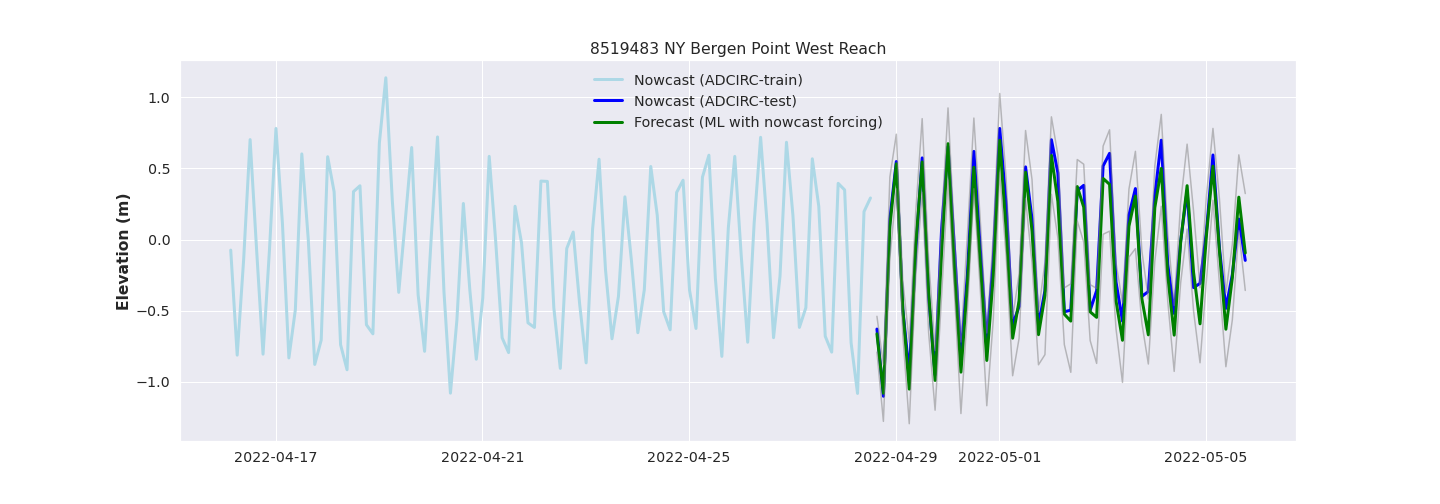 8519483 NY Bergen Point West Reach
Nowcast (ADCIRC-train)
Nowcast (ADCIRC-test)
Forecast (ML with nowcast forcing)
Elevation (m)
1.0
0.5
0.0
−0.5
−1.0
2022-04-17 2022-04-21 2022-04-25 2022-04-29 2022-05-01 2022-05-05